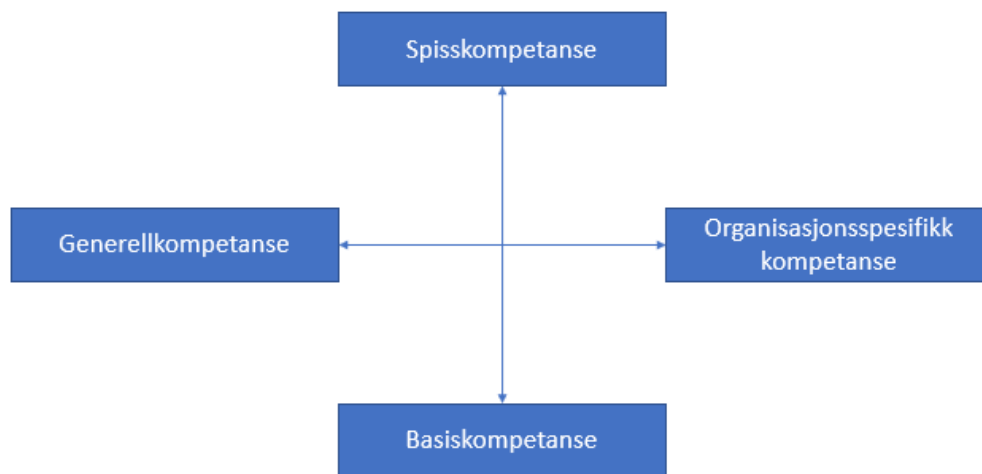 Spisskompetanse
Generellkompetanse
Organisasjonsspesifikk
kompetanse
Basiskompetanse